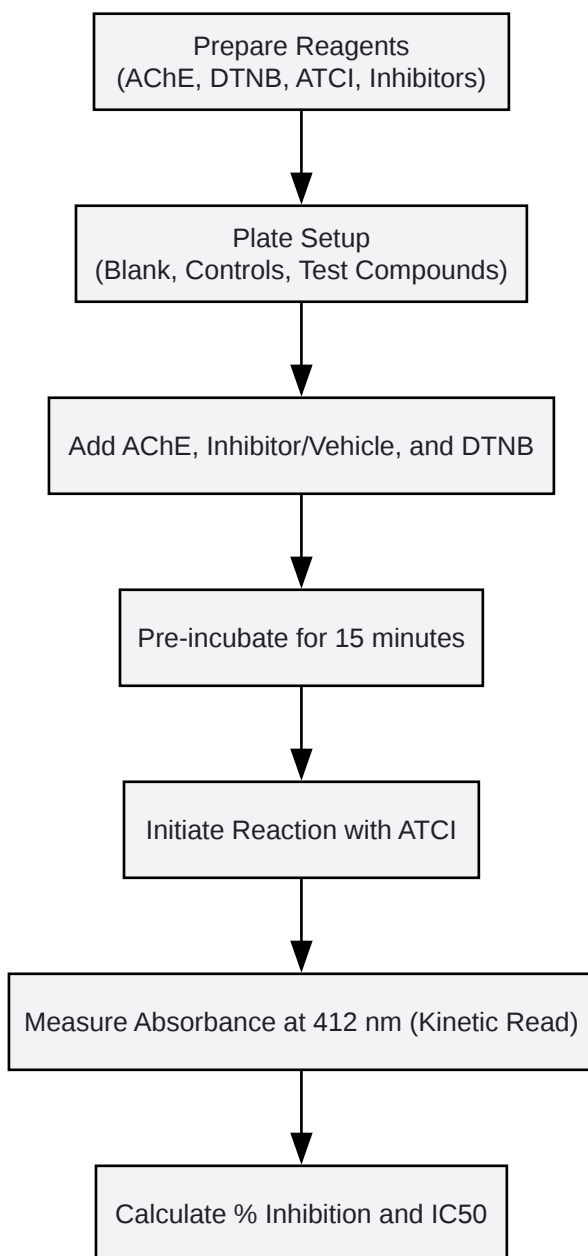 Prepare Reagents
(AChE, DTNB, ATCI, Inhibitors)
Plate Setup
(Blank, Controls, Test Compounds)
Add AChE, Inhibitor/Vehicle, and DTNB
Pre-incubate for 15 minutes
Initiate Reaction with ATCI
Measure Absorbance at 412 nm (Kinetic Read)
Calculate % Inhibition and IC50